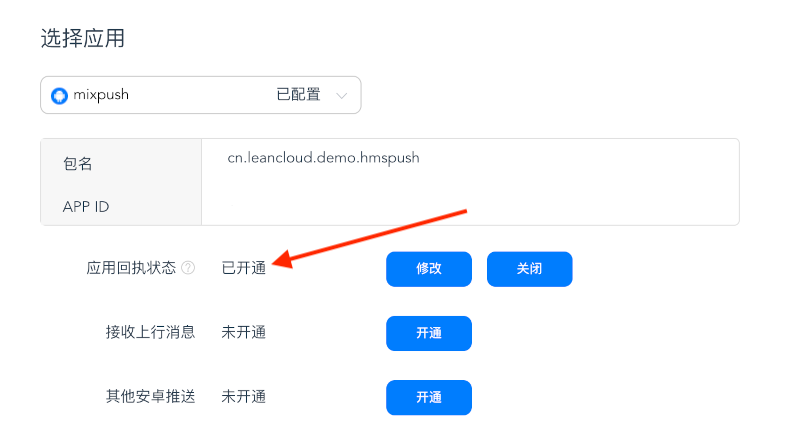 选择应用
mixpush 已配置
包名 cn.leancloud.demo.hmspush
APP ID
应用回执状态 ? 已开通 修改 关闭
接收上行消息 未开通 开通
其他安卓推送 未开通 开通